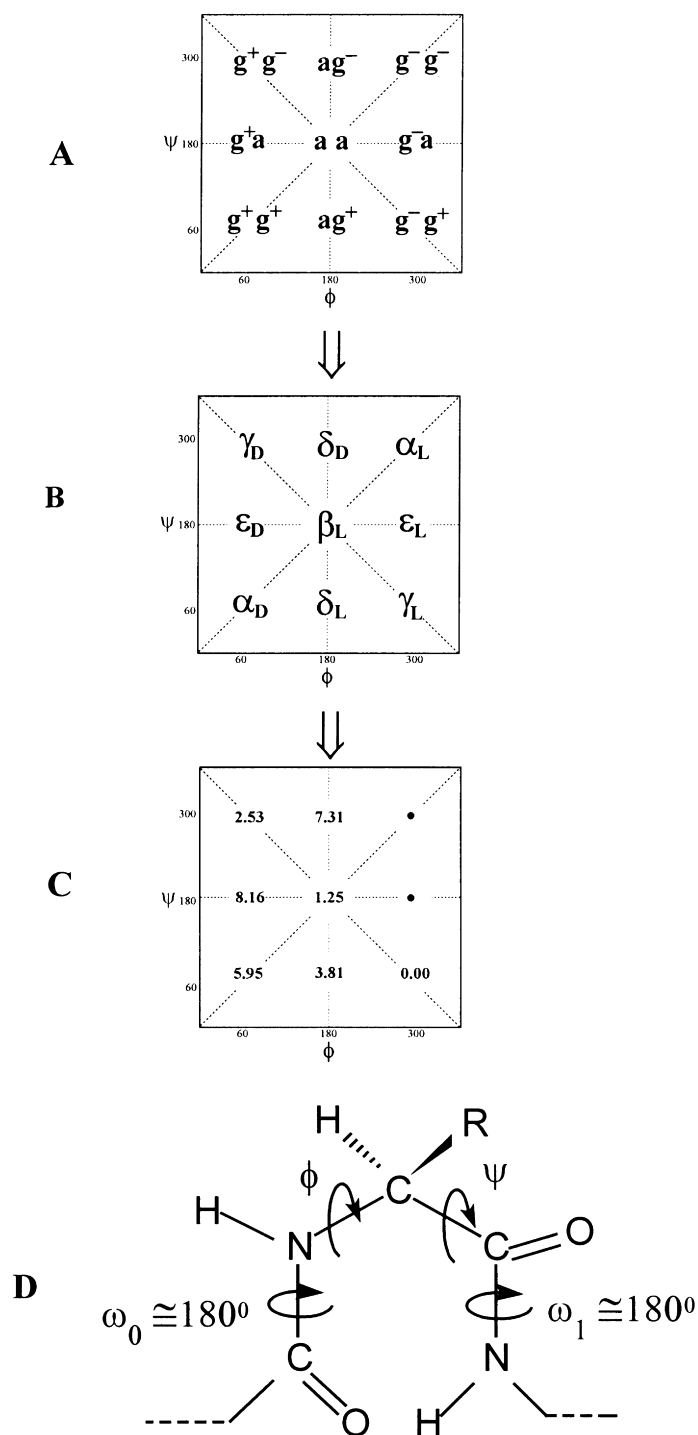 300
g⁺g⁻ ag⁻ g⁻g⁻
A
ψ 180
g⁺a a a g⁻a
60
g⁺g⁺ ag⁺ g⁻g⁺
60 180 300
ϕ
⇓
300
γD δD αL
B
ψ 180
εD βL εL
60
αD δL γL
60 180 300
ϕ
⇓
300
2.53 7.31 •
C
ψ 180
8.16 1.25 •
60
5.95 3.81 0.00
60 180 300
ϕ
H R
ϕ ψ
H C
N C O
D
ω₀ ≅180⁰ ω₁ ≅180⁰
C N
O H